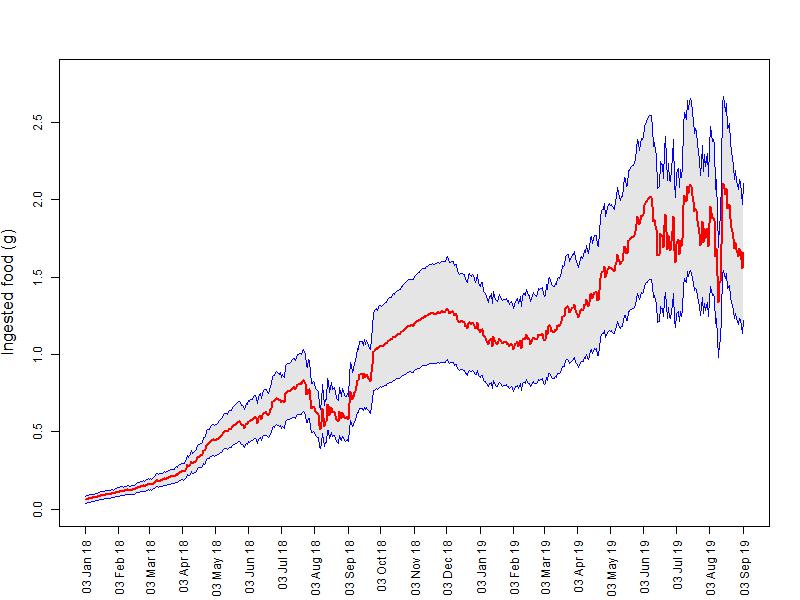 Ingested food (g)
2.5
2.0
1.5
1.0
0.5
0.0
03 Jan 18
03 Feb 18
03 Mar 18
03 Apr 18
03 May 18
03 Jun 18
03 Jul 18
03 Aug 18
03 Sep 18
03 Oct 18
03 Nov 18
03 Dec 18
03 Jan 19
03 Feb 19
03 Mar 19
03 Apr 19
03 May 19
03 Jun 19
03 Jul 19
03 Aug 19
03 Sep 19